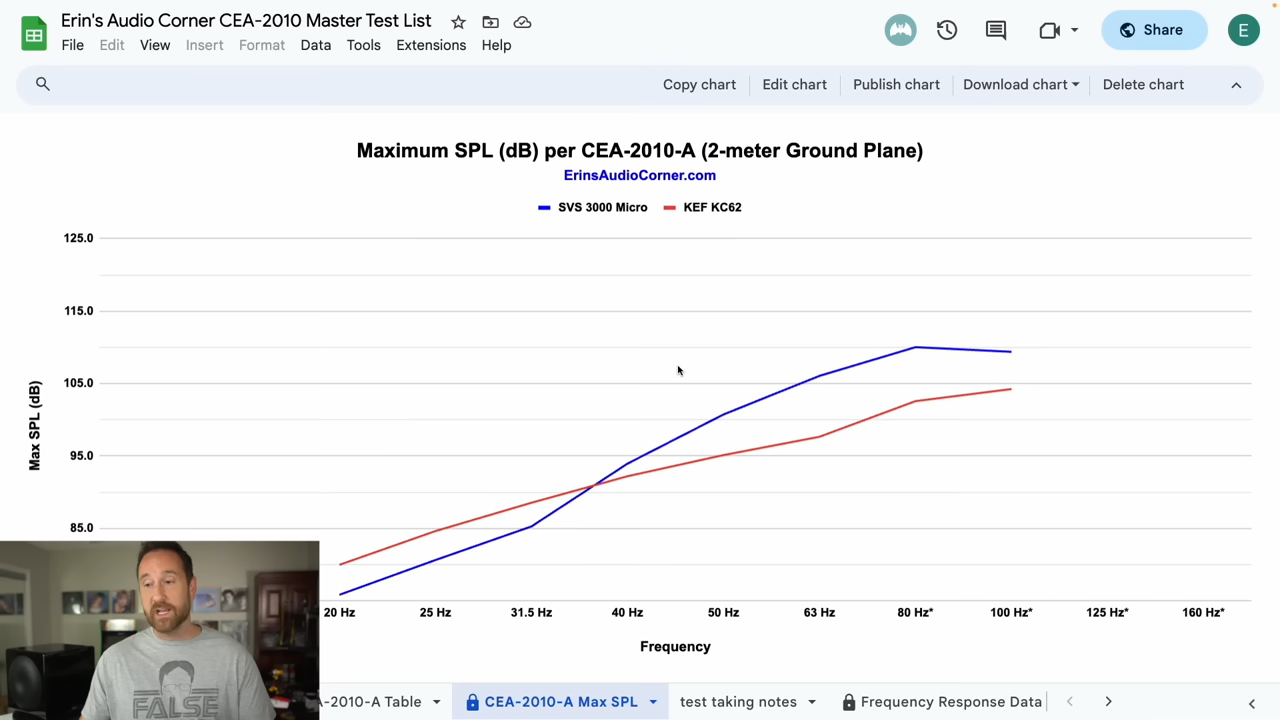 Erin's Audio Corner CEA-2010 Master Test List
File Edit View Insert Format Data Tools Extensions Help
Share
E
Copy chart Edit chart Publish chart Download chart Delete chart
Maximum SPL (dB) per CEA-2010-A (2-meter Ground Plane)
ErinsAudioCorner.com
SVS 3000 Micro KEF KC62
125.0
115.0
105.0
95.0
85.0
Max SPL (dB)
20 Hz 25 Hz 31.5 Hz 40 Hz 50 Hz 63 Hz 80 Hz* 100 Hz* 125 Hz* 160 Hz*
Frequency
FALSE
-2010-A Table CEA-2010-A Max SPL test taking notes Frequency Response Data